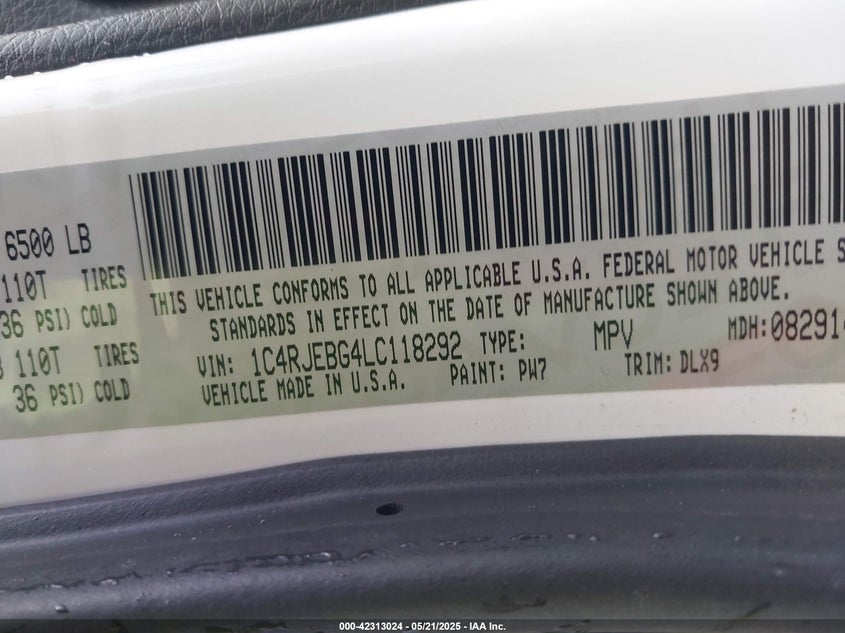 6500 LB
110T TIRES
36 PSI) COLD
110T TIRES
36 PSI) COLD
THIS VEHICLE CONFORMS TO ALL APPLICABLE U.S.A. FEDERAL MOTOR VEHICLE S
STANDARDS IN EFFECT ON THE DATE OF MANUFACTURE SHOWN ABOVE.
VIN: 1C4RJEBG4LC118292 TYPE: MPV MDH:08291
VEHICLE MADE IN U.S.A. PAINT: PW7 TRIM: DLX9
000-42313024 — 05/21/2025 - IAA Inc.